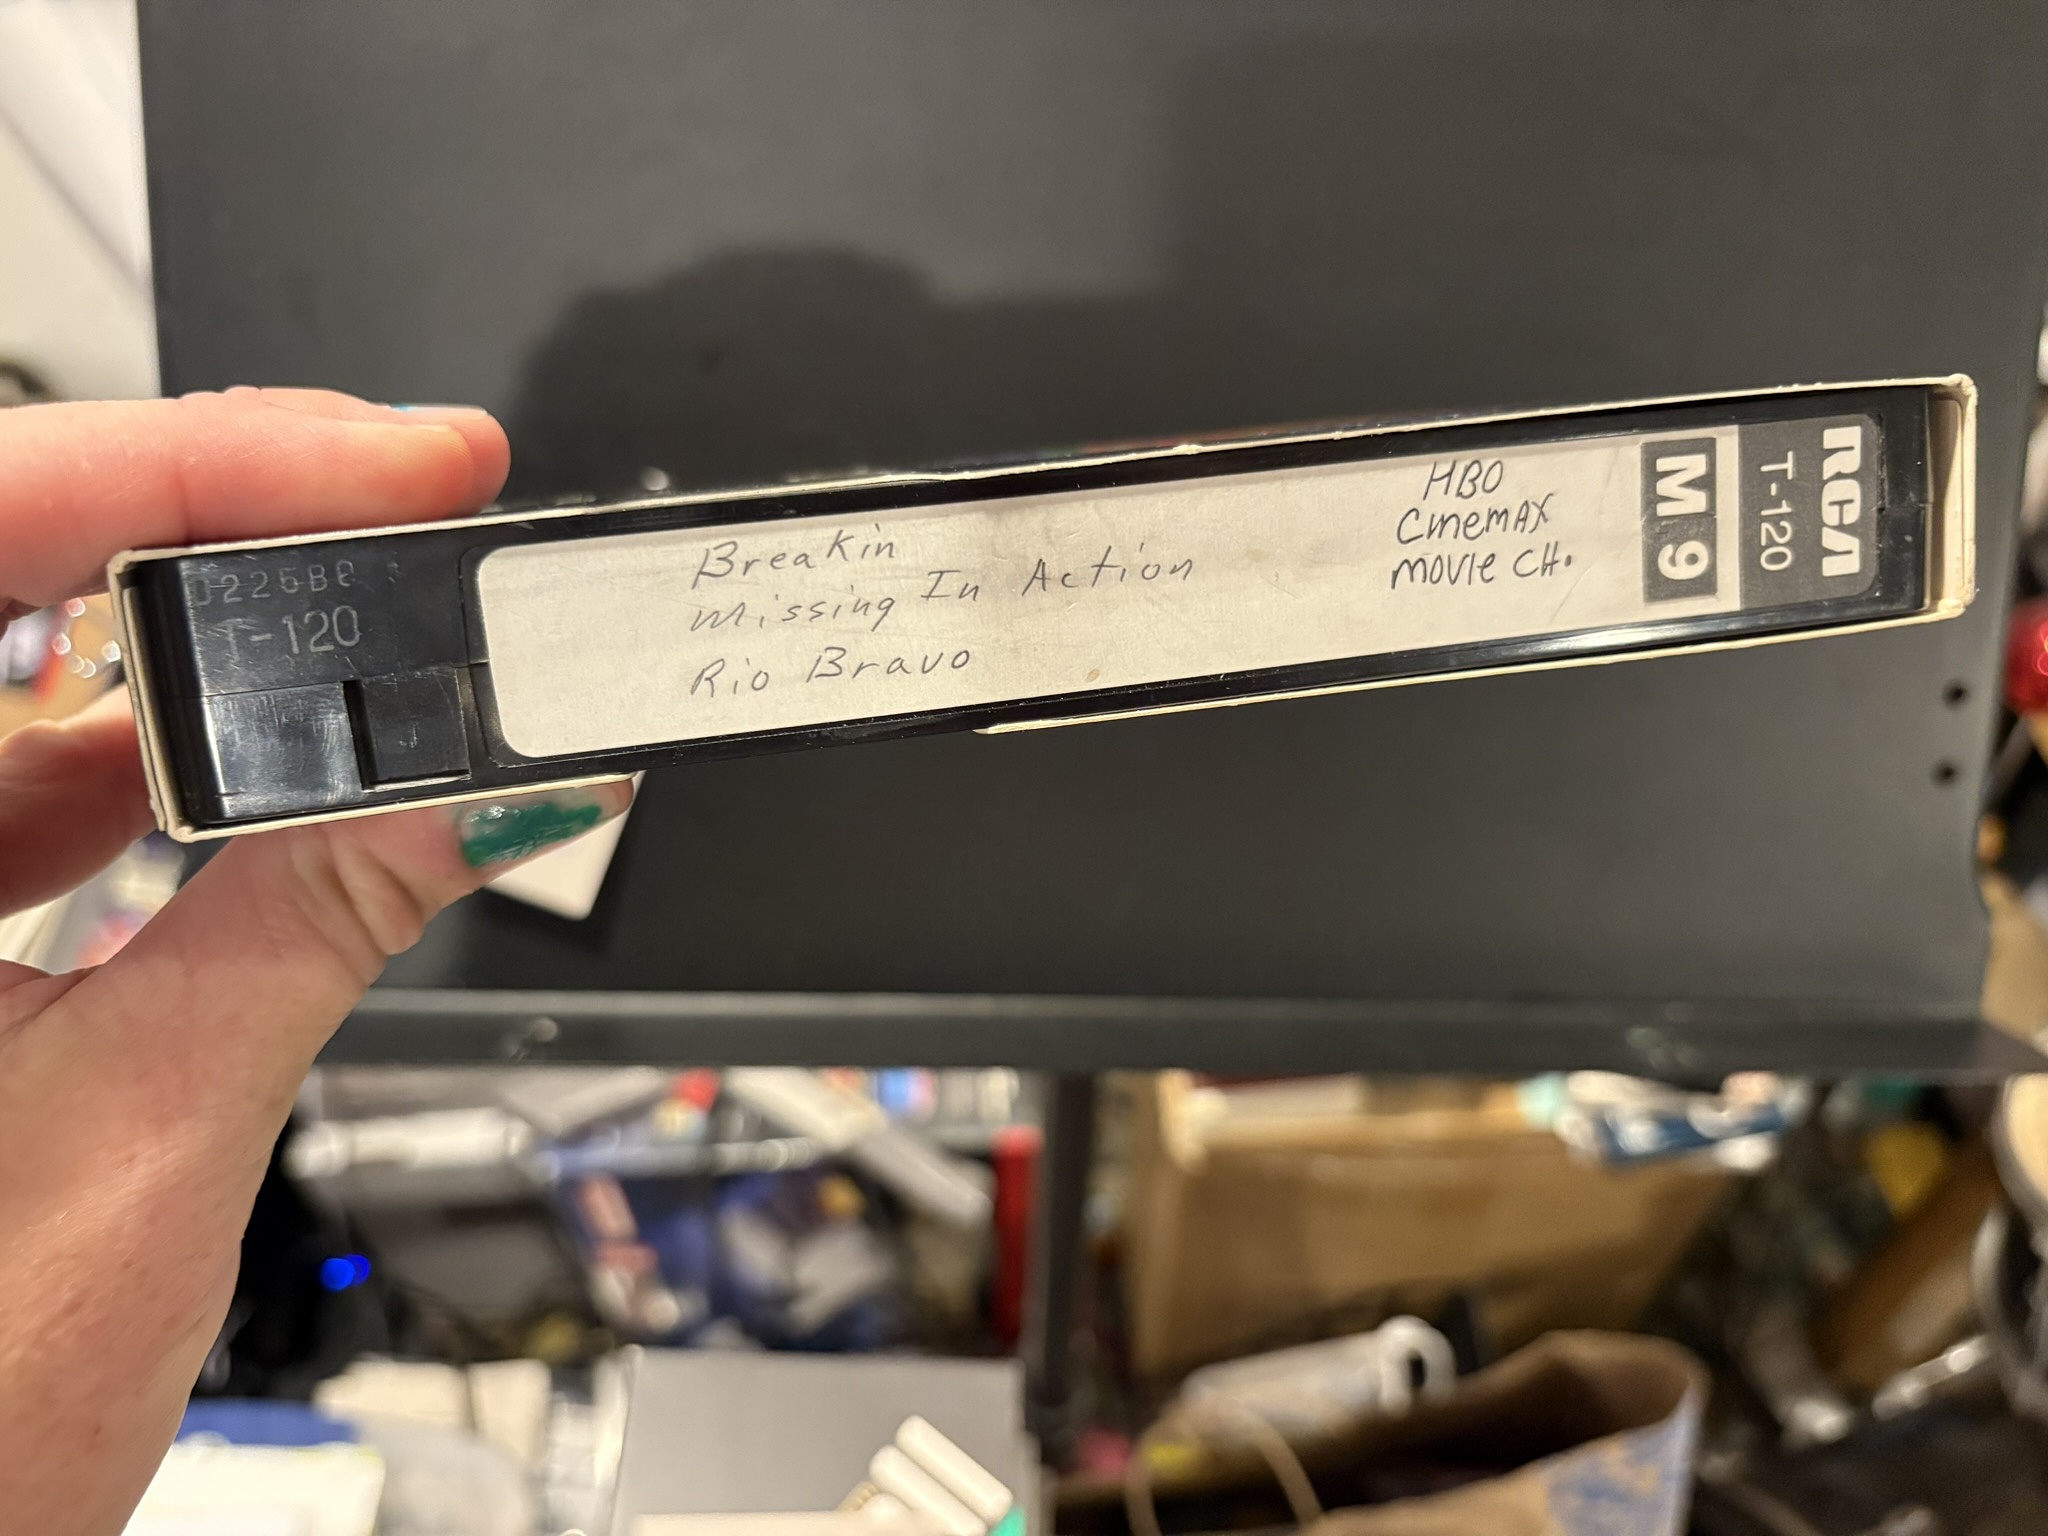 Breakin
Missing In Action
Rio Bravo
HBO
CinemAX
movie CH.
M 9
RCA
T-120
T-120